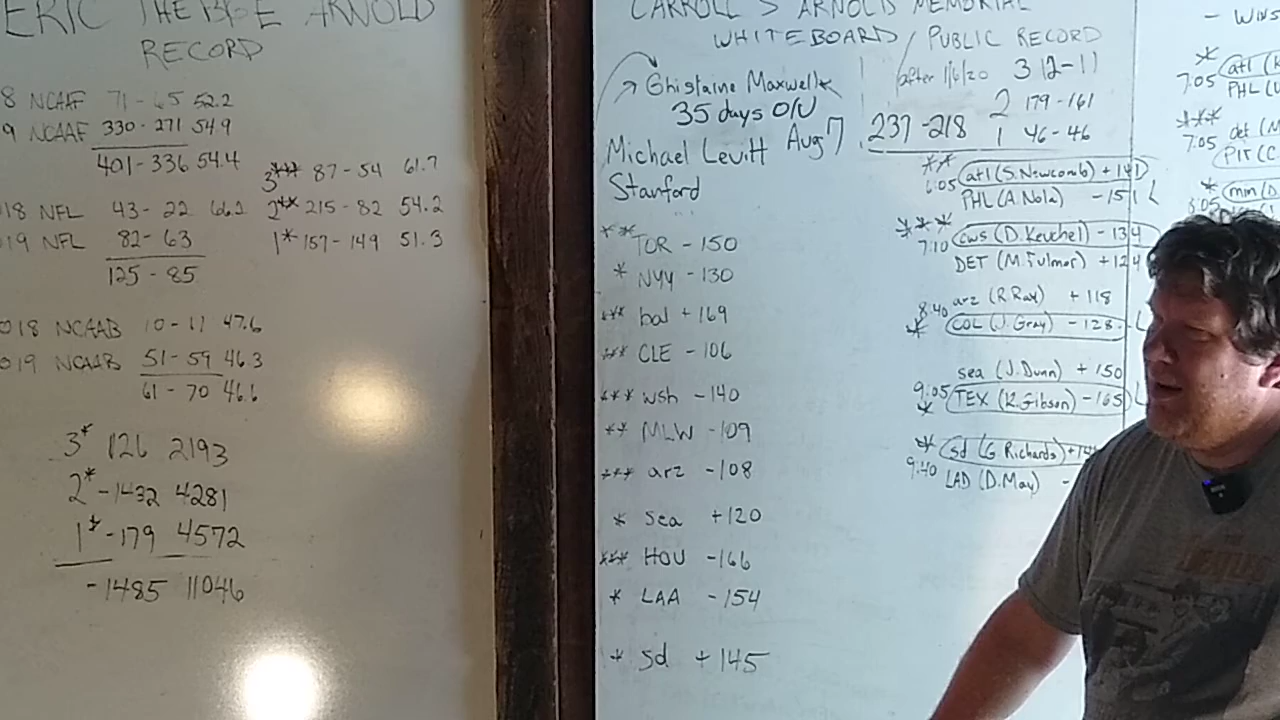 ERIC THE BIGE ARNOLD
RECORD
8 NCAAF 71-65 52.2
9 NCAAF 330-271 54.9
401-336 54.4
3*** 87-54 61.7
018 NFL 43-22 66.2
2** 215-82 54.2
019 NFL 82-63
1* 157-149 51.3
125-85
018 NCAAB 10-11 47.6
019 NCAAB 51-59 46.3
61-70 46.6
3* 126 2193
2* -1432 4281
1* -179 4572
-1485 11046
CARROLL > ARNOLDS MEMORIAL
WHITEBOARD / PUBLIC RECORD
Ghislaine Maxwell
35 days O/U
Michael Levitt Aug 7
Stanford
after 1/6/20 3 12-11
2 179-161
237-218 1 46-46
** TOR -150
* NYY -130
*** bal +169
*** CLE -106
*** wsh -140
** MLW -109
*** arz -108
* sea +120
*** HOU -166
* LAA -154
* sd +145
** 6:05 atl (S. Newcomb) +141
PHL (A. Nola) -151 L
*** 7:10 cws (D. Keuchel) -134
DET (M. Fulmer) +124
8:40 arz (R. Ray) +118
* COL (J. Gray) -128 L
sea (J. Dunn) +150
9:05 * TEX (K. Gibson) -165 L
* sd (G. Richards)
9:40 LAD (D. May) -
- WINS
* 7:05 atl (K
PHL (
*** 7:05 det (M
PIT (C
* min (D
8:05